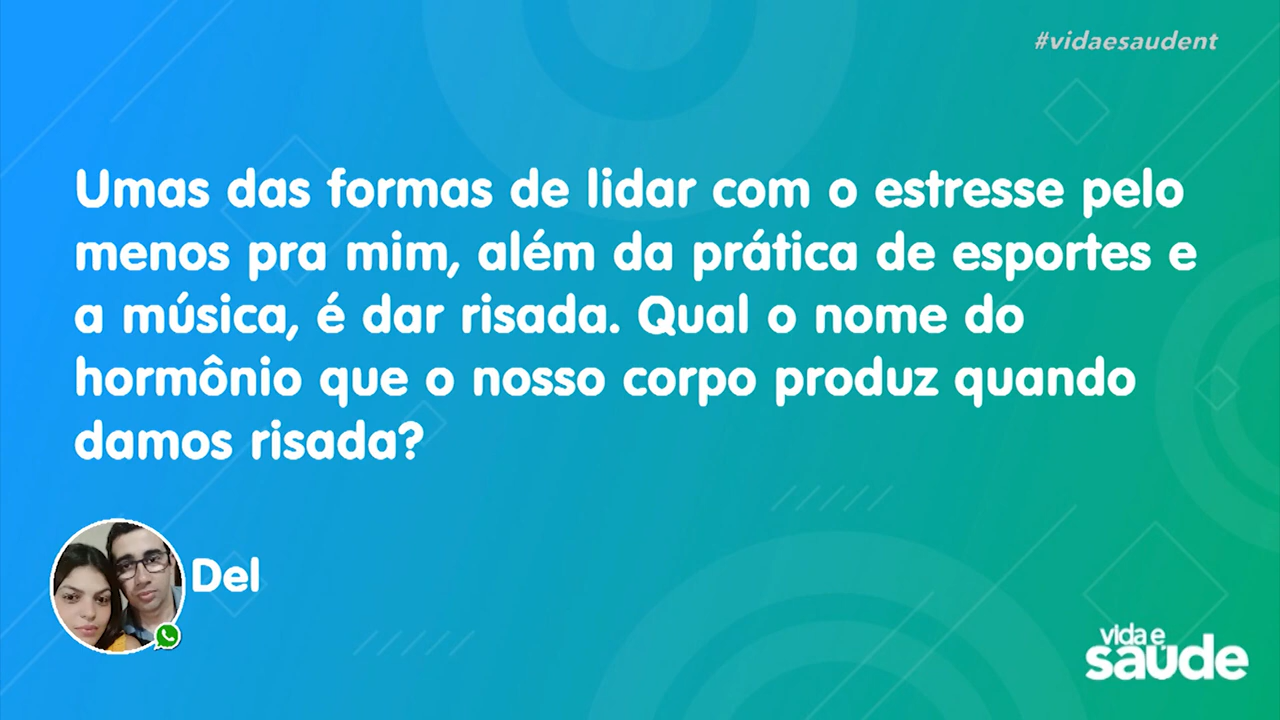 #vidaesaudent
Umas das formas de lidar com o estresse pelo
menos pra mim, além da prática de esportes e
a música, é dar risada. Qual o nome do
hormônio que o nosso corpo produz quando
damos risada?
Del
vida e
saúde